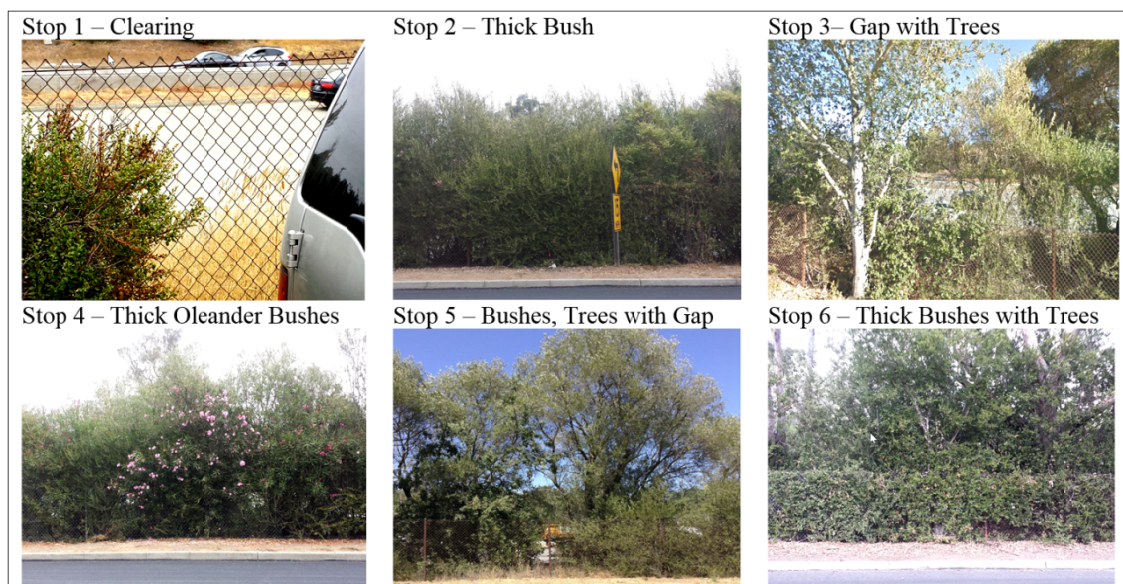 Stop 1 – Clearing
Stop 2 – Thick Bush
Stop 3– Gap with Trees
Stop 4 – Thick Oleander Bushes
Stop 5 – Bushes, Trees with Gap
Stop 6 – Thick Bushes with Trees